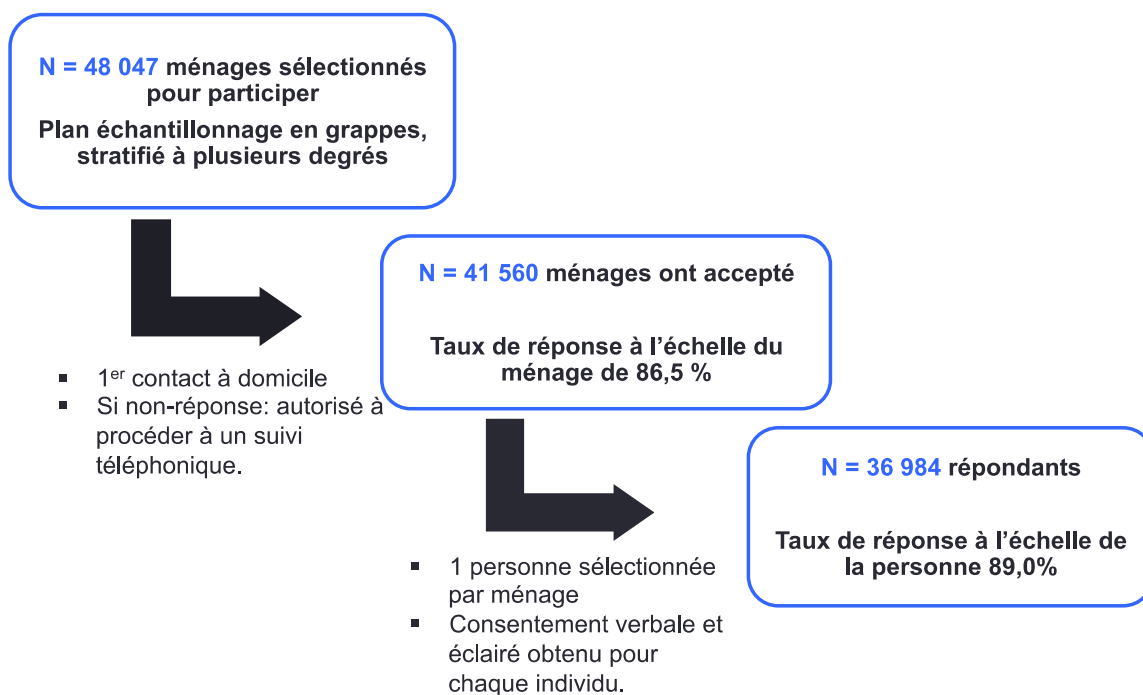 N = 48 047 ménages sélectionnés
pour participer
Plan échantillonnage en grappes,
stratifié à plusieurs degrés
▪ 1er contact à domicile
▪ Si non-réponse: autorisé à
procéder à un suivi
téléphonique.
N = 41 560 ménages ont accepté
Taux de réponse à l’échelle du
ménage de 86,5 %
▪ 1 personne sélectionnée
par ménage
▪ Consentement verbale et
éclairé obtenu pour
chaque individu.
N = 36 984 répondants
Taux de réponse à l’échelle de
la personne 89,0%